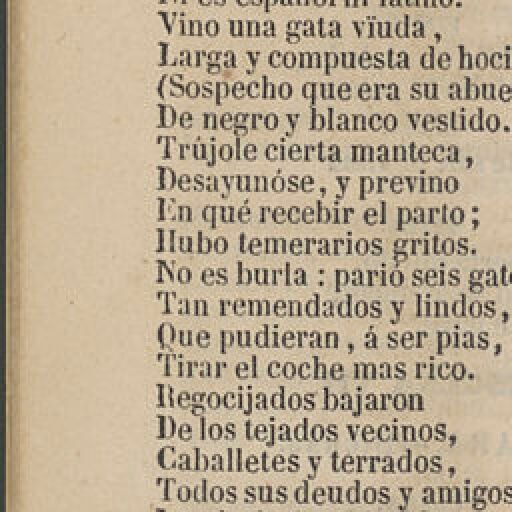 Ni es español ni latino.
Vino una gata vïuda,
Larga y compuesta de hoci
(Sospecho que era su abue
De negro y blanco vestido.
Trújole cierta manteca,
Desayunóse, y previno
En qué recebir el parto;
Hubo temerarios gritos.
No es burla: parió seis gat
Tan remendados y lindos,
Que pudieran, á ser pias,
Tirar el coche mas rico.
Regocijados bajaron
De los tejados vecinos,
Caballetes y terrados,
Todos sus deudos y amigos